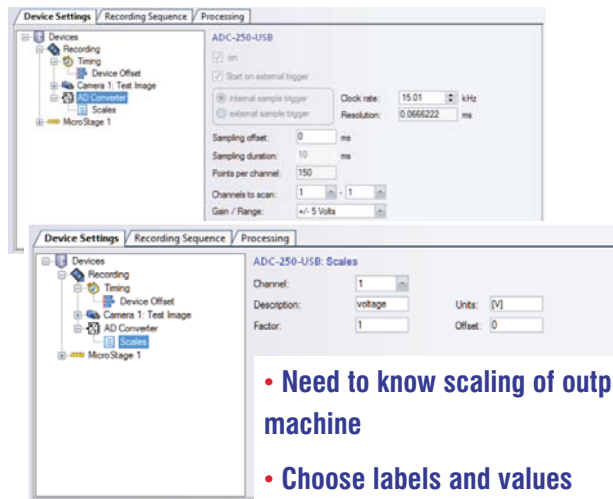 Device Settings Recording Sequence Processing
Devices
Recording
Timing
Device Offset
Camera 1: Test Image
AD Converter
Scales
MicroStage 1
ADC-250-USB
on
Start on external trigger
internal sample trigger
external sample trigger
Clock rate: 15.01 kHz
Resolution: 0.0666222 ms
Sampling offset: 0 ms
Sampling duration: 10 ms
Points per channel: 150
Channels to scan: 1 - 1
Gain / Range: +/- 5 Volts
Device Settings Recording Sequence Processing
Devices
Recording
Timing
Device Offset
Camera 1: Test Image
AD Converter
Scales
MicroStage 1
ADC-250-USB: Scales
Channel: 1
Description: voltage Units: [V]
Factor: 1 Offset: 0
• Need to know scaling of outp
machine
• Choose labels and values